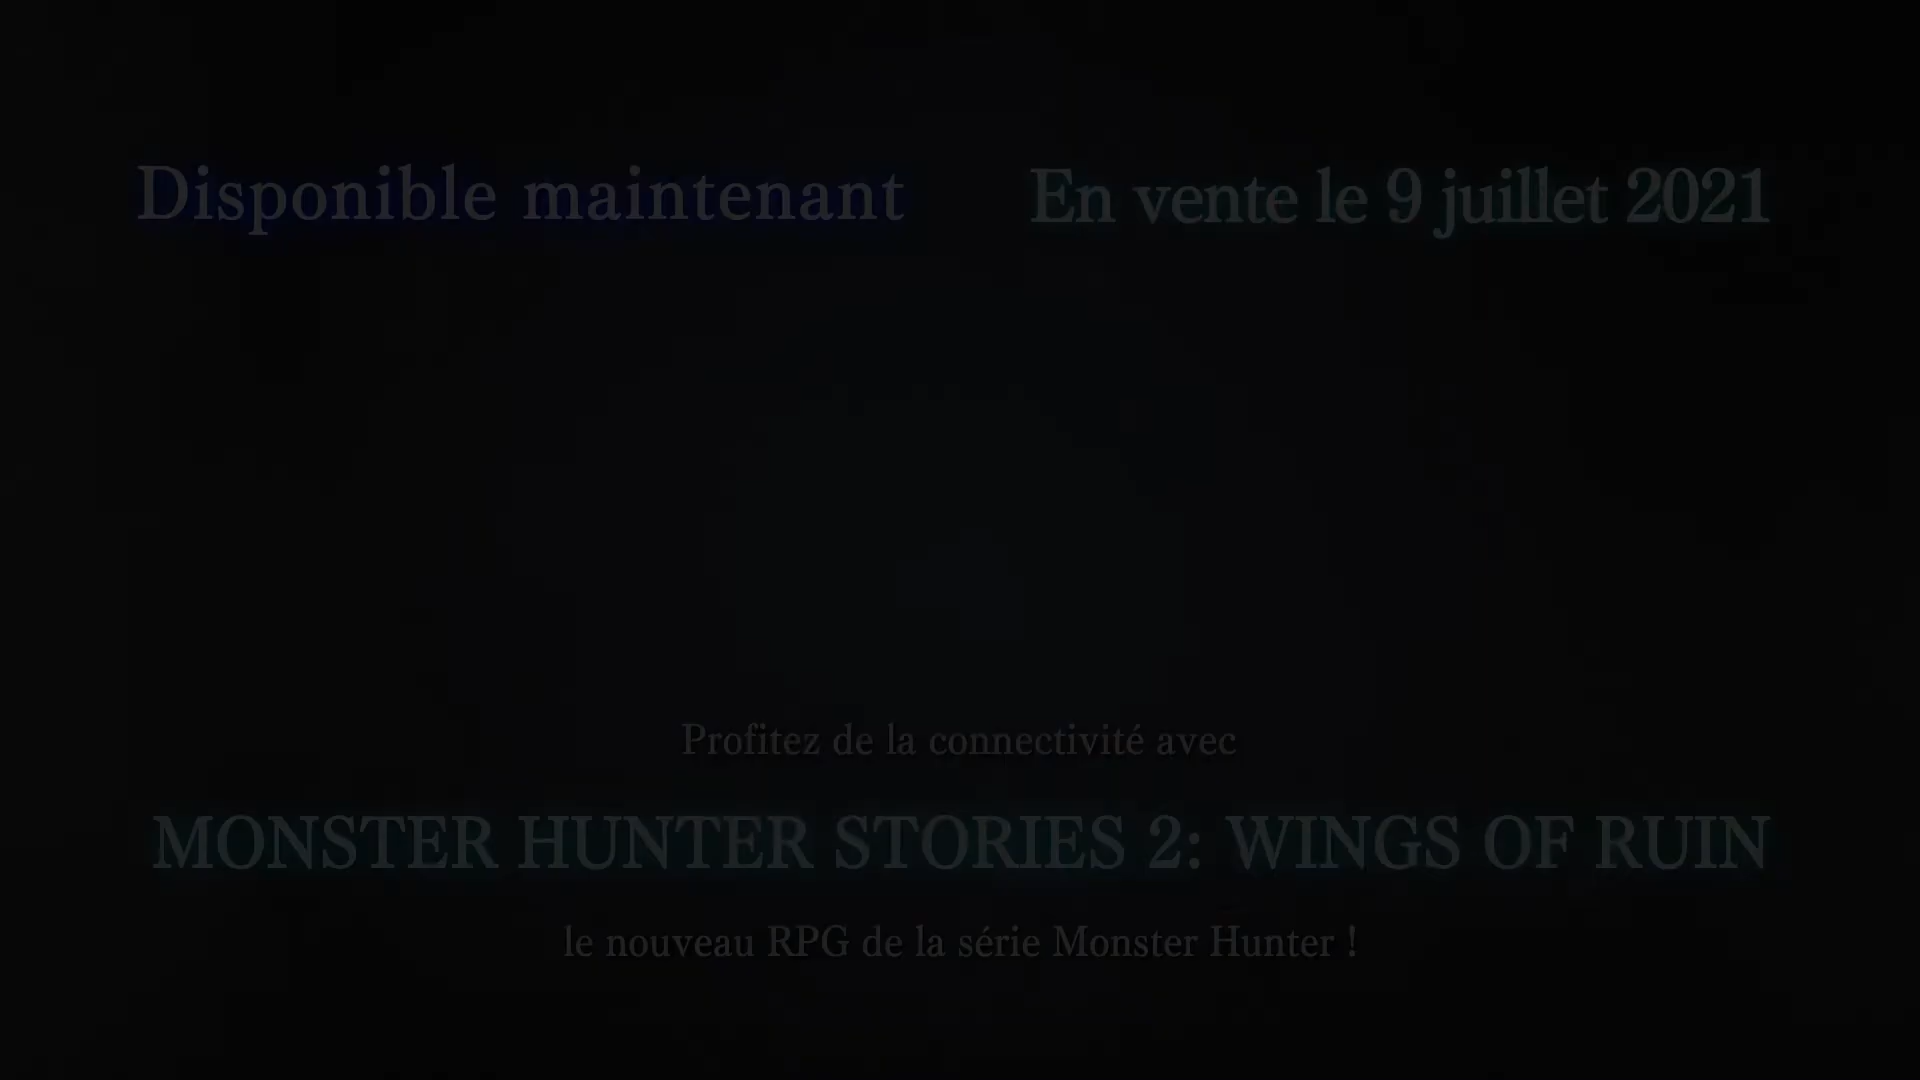 Disponible maintenant
En vente le 9 juillet 2021
Profitez de la connectivité avec
MONSTER HUNTER STORIES 2: WINGS OF RUIN
le nouveau RPG de la série Monster Hunter !